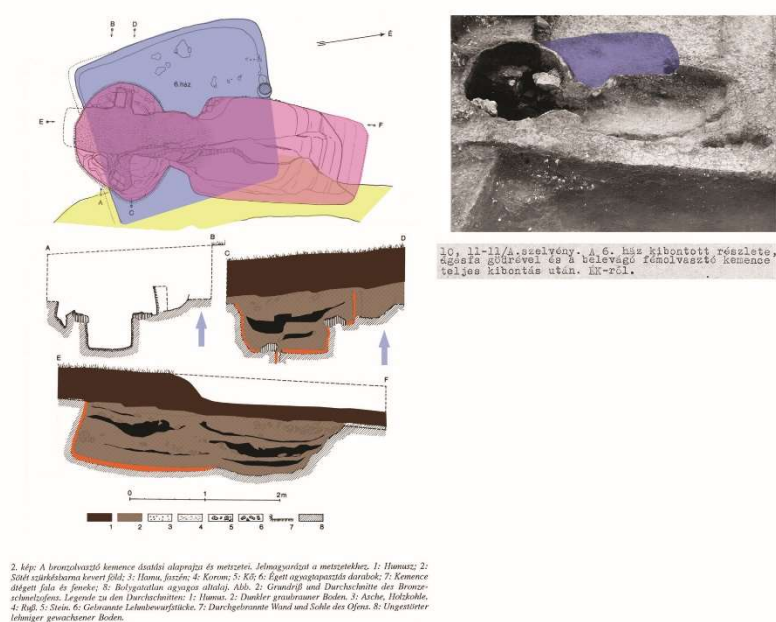 B D
É
6.ház
E F
A
C
A B
C D
E F
0 1 2m
1 2 3 4 5 6 7 8
2. kép: A bronzolvasztó kemence ásatási alaprajza és metszetei. Jelmagyarázat a metszetekhez. 1: Humusz; 2:
Sötét szürkésbarna kevert föld; 3: Hamu, faszén; 4: Korom; 5: Kő; 6: Égett agyagtapasztás darabok; 7: Kemence
átégett fala és feneke; 8: Bolygatatlan agyagos altalaj. Abb. 2: Grundriß und Durchschnitte des Bronze-
schmelzofens. Legende zu den Durchschnitten: 1: Humus. 2: Dunkler graubrauner Boden. 3: Asche, Holzkohle.
4: Ruß. 5: Stein. 6: Gebrannte Lehmbewurfstücke. 7: Durchgebrannte Wand und Sohle des Ofens. 8: Ungestörter
lehmiger gewachsener Boden.
10, 11-11/A.szelvény. A 6. ház kibontott részlete,
ágasfa gödrével és a belevágó fémolvasztó kemence
teljes kibontás után. ÉK-ről.